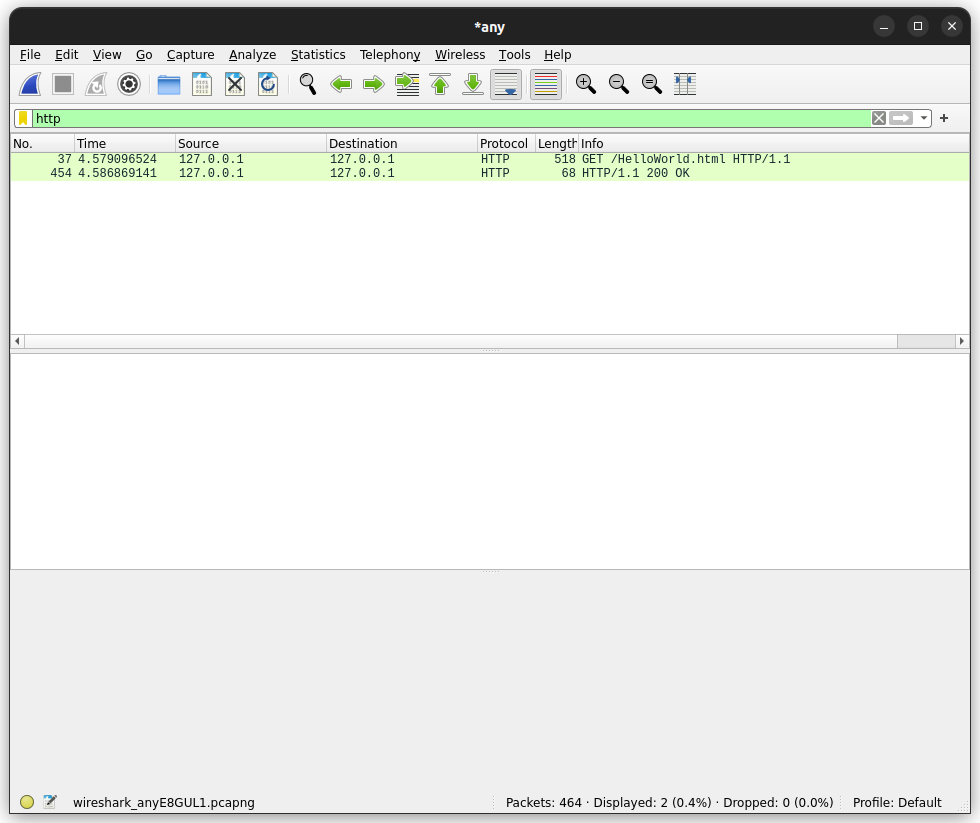 *any
File Edit View Go Capture Analyze Statistics Telephony Wireless Tools Help
http
No. Time Source Destination Protocol Length Info
37 4.579096524 127.0.0.1 127.0.0.1 HTTP 518 GET /HelloWorld.html HTTP/1.1
454 4.586869141 127.0.0.1 127.0.0.1 HTTP 68 HTTP/1.1 200 OK
wireshark_anyE8GUL1.pcapng Packets: 464 · Displayed: 2 (0.4%) · Dropped: 0 (0.0%) Profile: Default